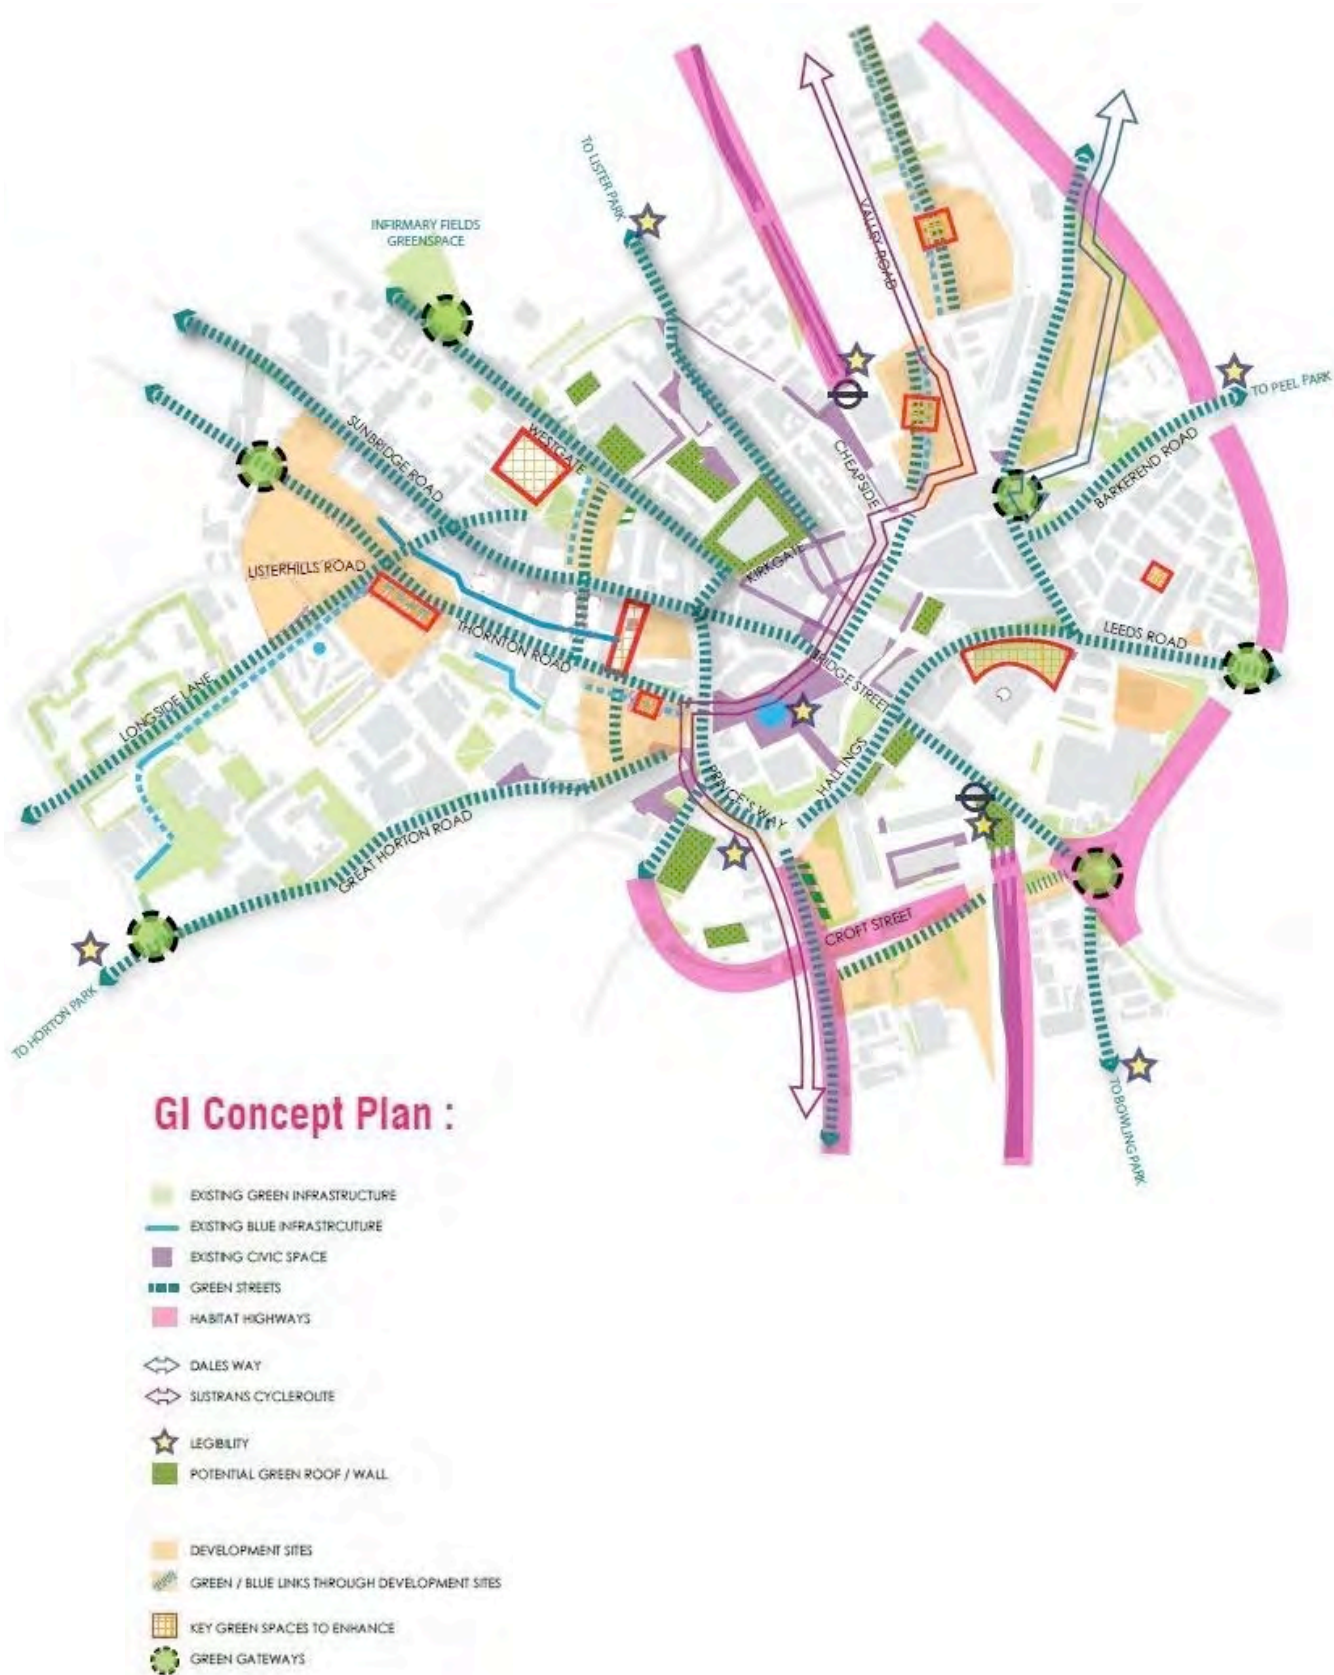 TO LISTER PARK
INFIRMARY FIELDS
GREENSPACE
VALLEY ROAD
TO PEEL PARK
SUNBRIDGE ROAD
WESTGATE
CHEAPSIDE
BARKEREND ROAD
LISTERHILLS ROAD
KIRKGATE
THORNTON ROAD
LEEDS ROAD
LONGSIDE LANE
BRIDGE STREET
PRINCE'S WAY
HALLINGS
GREAT HORTON ROAD
CROFT STREET
TO HORTON PARK
TO BOWLING PARK
GI Concept Plan :
EXISTING GREEN INFRASTRUCTURE
EXISTING BLUE INFRASTRCUTURE
EXISTING CIVIC SPACE
GREEN STREETS
HABITAT HIGHWAYS
DALES WAY
SUSTRANS CYCLEROUTE
LEGIBILITY
POTENTIAL GREEN ROOF / WALL
DEVELOPMENT SITES
GREEN / BLUE LINKS THROUGH DEVELOPMENT SITES
KEY GREEN SPACES TO ENHANCE
GREEN GATEWAYS